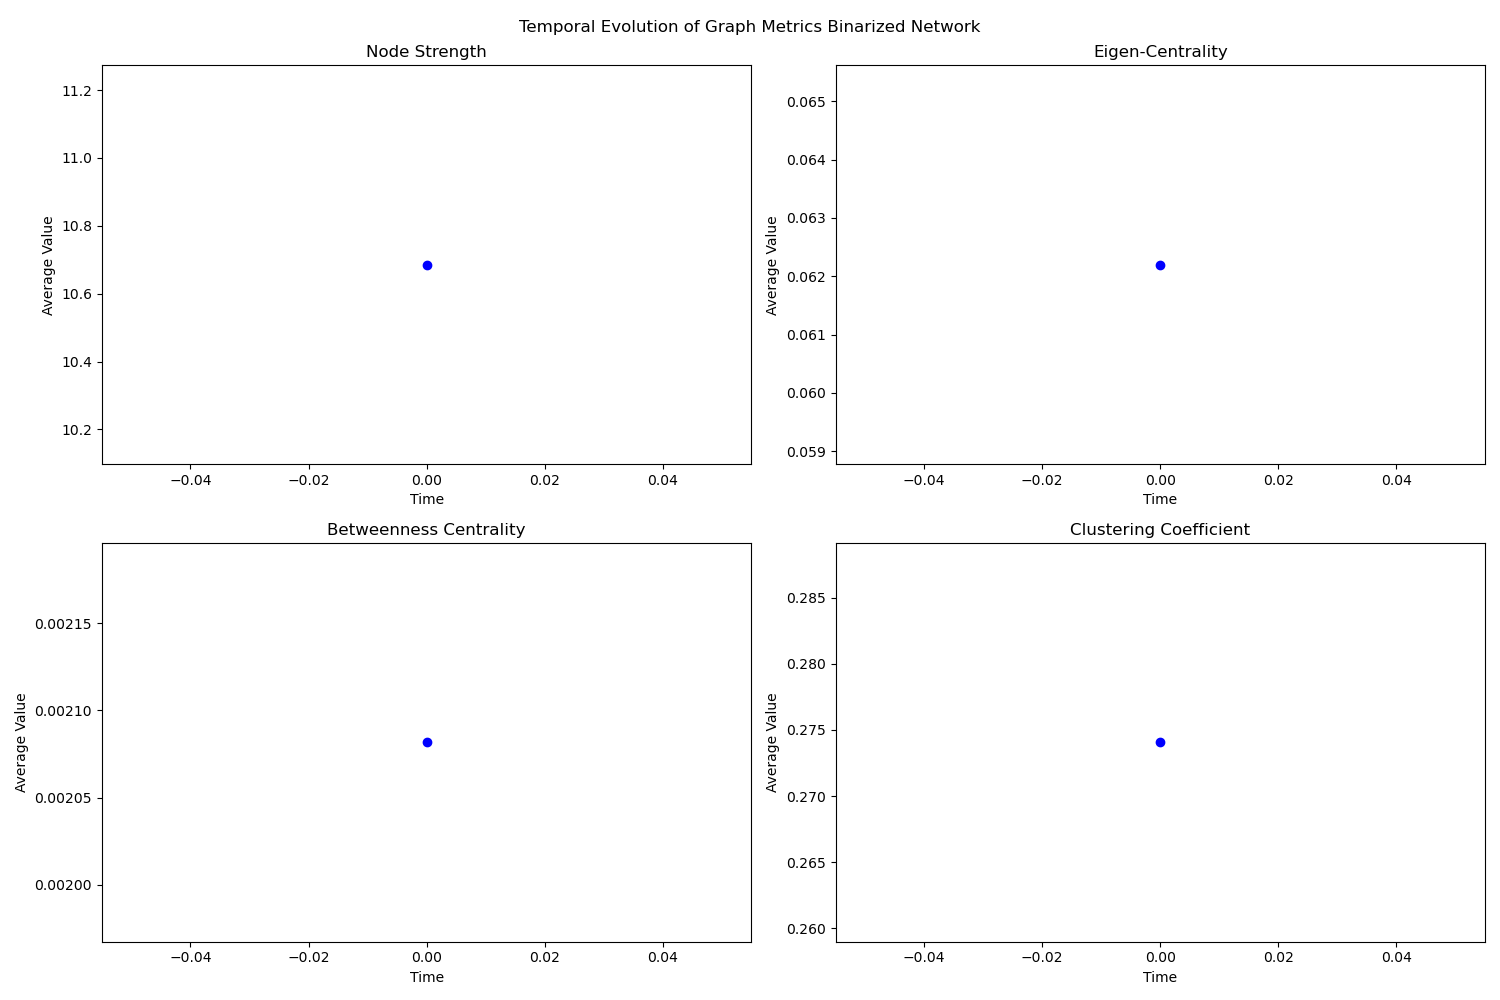 Temporal Evolution of Graph Metrics Binarized Network
Node Strength
11.2
11.0
10.8
10.6
10.4
10.2
Average Value
−0.04 −0.02 0.00 0.02 0.04
Time
Eigen-Centrality
0.065
0.064
0.063
0.062
0.061
0.060
0.059
Average Value
−0.04 −0.02 0.00 0.02 0.04
Time
Betweenness Centrality
0.00215
0.00210
0.00205
0.00200
Average Value
−0.04 −0.02 0.00 0.02 0.04
Time
Clustering Coefficient
0.285
0.280
0.275
0.270
0.265
0.260
Average Value
−0.04 −0.02 0.00 0.02 0.04
Time